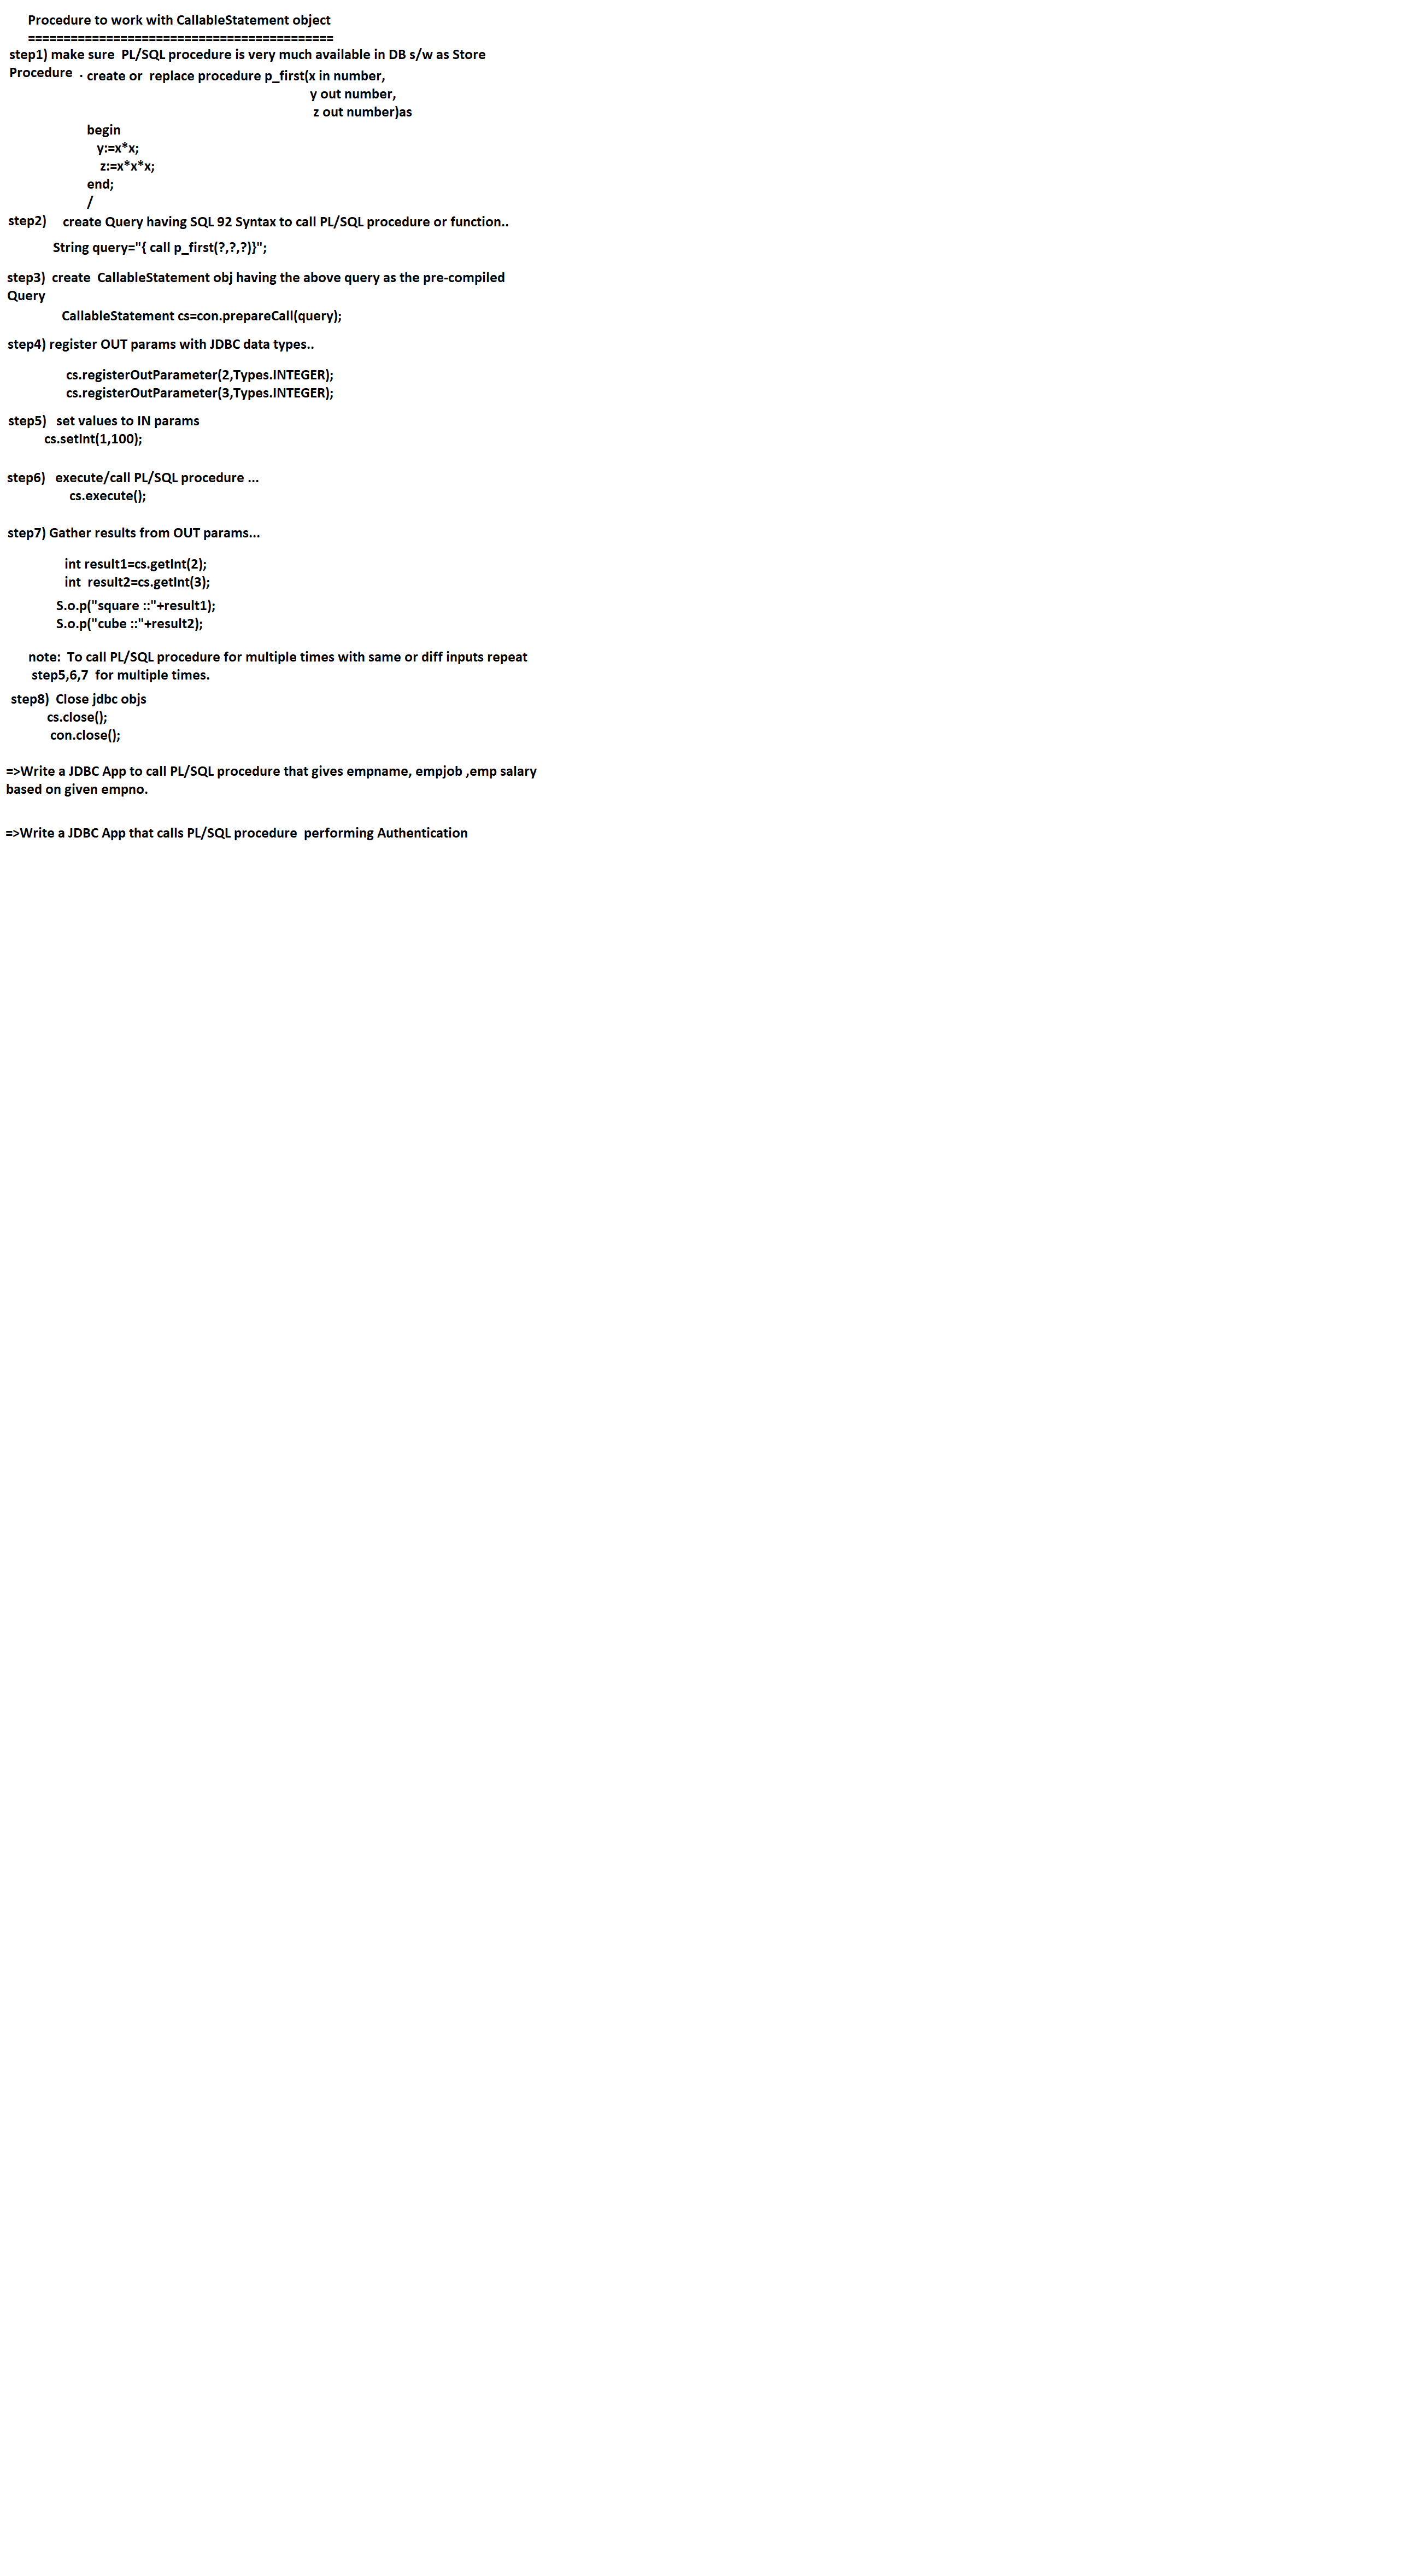 Procedure to work with CallableStatement object
===========================================
step1) make sure  PL/SQL procedure is very much available in DB s/w as Store
Procedure  .
create or  replace procedure p_first(x in number,
y out number,
z out number)as
begin
y:=x*x;
z:=x*x*x;
end;
/
step2)    create Query having SQL 92 Syntax to call PL/SQL procedure or function..
String query="{ call p_first(?,?,?)}";
step3)  create  CallableStatement obj having the above query as the pre-compiled
Query
CallableStatement cs=con.prepareCall(query);
step4) register OUT params with JDBC data types..
cs.registerOutParameter(2,Types.INTEGER);
cs.registerOutParameter(3,Types.INTEGER);
step5)   set values to IN params
cs.setInt(1,100);
step6)   execute/call PL/SQL procedure ...
cs.execute();
step7) Gather results from OUT params...
int result1=cs.getInt(2);
int  result2=cs.getInt(3);
S.o.p("square ::"+result1);
S.o.p("cube ::"+result2);
note:  To call PL/SQL procedure for multiple times with same or diff inputs repeat
step5,6,7  for multiple times.
step8)  Close jdbc objs
cs.close();
con.close();
=>Write a JDBC App to call PL/SQL procedure that gives empname, empjob ,emp salary
based on given empno.
=>Write a JDBC App that calls PL/SQL procedure  performing Authentication